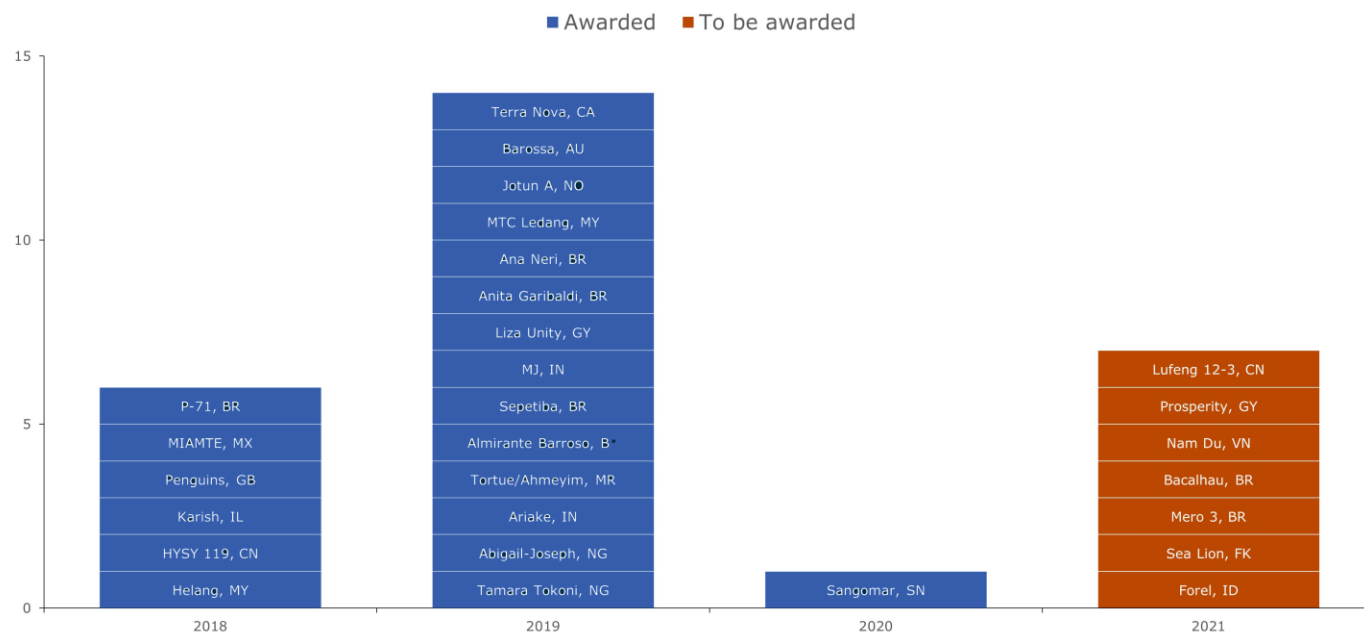 Awarded To be awarded
15
10
5
0
Terra Nova, CA
Barossa, AU
Jotun A, NO
MTC Ledang, MY
Ana Neri, BR
Anita Garibaldi, BR
Liza Unity, GY
MJ, IN
Sepetiba, BR
Almirante Barroso, B*
Tortue/Ahmeyim, MR
Ariake, IN
Abigail-Joseph, NG
Tamara Tokoni, NG
P-71, BR
MIAMTE, MX
Penguins, GB
Karish, IL
HYSY 119, CN
Helang, MY
Sangomar, SN
Lufeng 12-3, CN
Prosperity, GY
Nam Du, VN
Bacalhau, BR
Mero 3, BR
Sea Lion, FK
Forel, ID
2018 2019 2020 2021